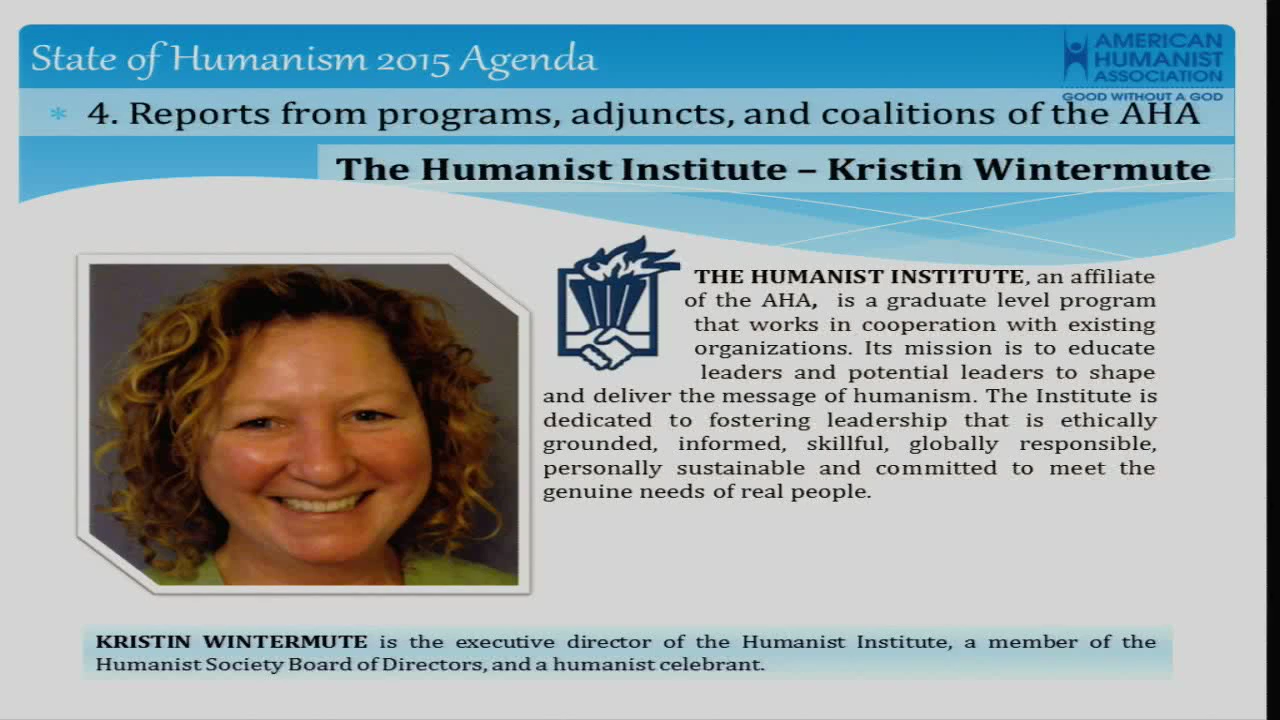 State of Humanism 2015 Agenda
AMERICAN
HUMANIST
ASSOCIATION
GOOD WITHOUT A GOD
* 4. Reports from programs, adjuncts, and coalitions of the AHA
The Humanist Institute – Kristin Wintermute
THE HUMANIST INSTITUTE, an affiliate
of the AHA, is a graduate level program
that works in cooperation with existing
organizations. Its mission is to educate
leaders and potential leaders to shape
and deliver the message of humanism. The Institute is
dedicated to fostering leadership that is ethically
grounded, informed, skillful, globally responsible,
personally sustainable and committed to meet the
genuine needs of real people.
KRISTIN WINTERMUTE is the executive director of the Humanist Institute, a member of the
Humanist Society Board of Directors, and a humanist celebrant.